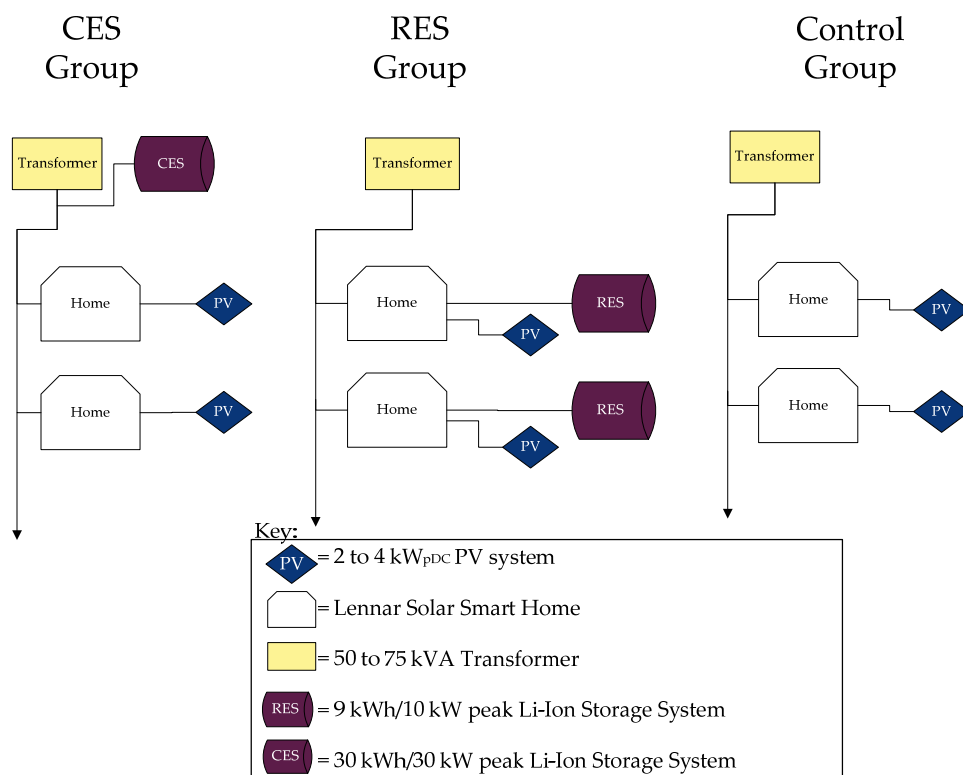 CES
Group
RES
Group
Control
Group
Transformer
CES
Transformer
Transformer
Home
PV
Home
RES
PV
Home
PV
Home
PV
Home
RES
PV
Home
PV
Key:
PV = 2 to 4 kWpDC PV system
= Lennar Solar Smart Home
= 50 to 75 kVA Transformer
RES = 9 kWh/10 kW peak Li-Ion Storage System
CES = 30 kWh/30 kW peak Li-Ion Storage System